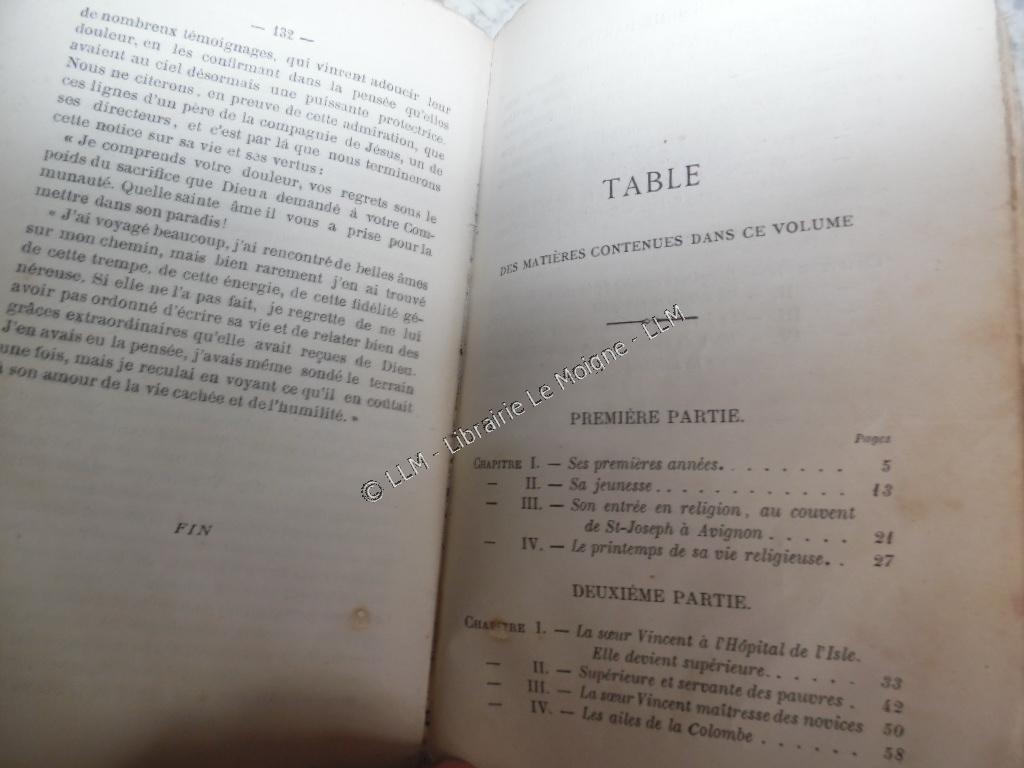 — 132 —
de nombreux témoignages, qui vinrent adoucir leur
douleur, en les confirmant dans la pensée qu'elles
avaient au ciel désormais une puissante protectrice.
Nous ne citerons, en preuve de cette admiration, que
ces lignes d'un père de la compagnie de Jésus, un de
ses directeurs, et c'est par là que nous terminerons
cette notice sur sa vie et ses vertus :
« Je comprends votre douleur, vos regrets sous le
poids du sacrifice que Dieu a demandé à votre Com-
munauté. Quelle sainte âme il vous a prise pour la
mettre dans son paradis !
« J'ai voyagé beaucoup, j'ai rencontré de belles âmes
sur mon chemin, mais bien rarement j'en ai trouvé
de cette trempe, de cette énergie, de cette fidélité gé-
néreuse. Si elle ne l'a pas fait, je regrette de ne lui
avoir pas ordonné d'écrire sa vie et de relater bien des
grâces extraordinaires qu'elle avait reçues de Dieu.
J'en avais eu la pensée, j'avais même sondé le terrain
une fois, mais je reculai en voyant ce qu'il en coûtait
à son amour de la vie cachée et de l'humilité. »
FIN
TABLE
DES MATIÈRES CONTENUES DANS CE VOLUME
PREMIÈRE PARTIE.
Pages
CHAPITRE I. — Ses premières années. . . . . . . . . 5
— II. — Sa jeunesse . . . . . . . . . . . . 13
— III. — Son entrée en religion, au couvent
de St-Joseph à Avignon . . . . . . 21
— IV. — Le printemps de sa vie religieuse. . . 27
DEUXIÈME PARTIE.
CHAPITRE I. — La sœur Vincent à l'Hôpital de l'Isle.
Elle devient supérieure. . . . . . . 33
— II. — Supérieure et servante des pauvres . 42
— III. — La sœur Vincent maîtresse des novices 50
— IV. — Les ailes de la Colombe . . . . . . 58
© LLM - Librairie Le Moigne - LLM